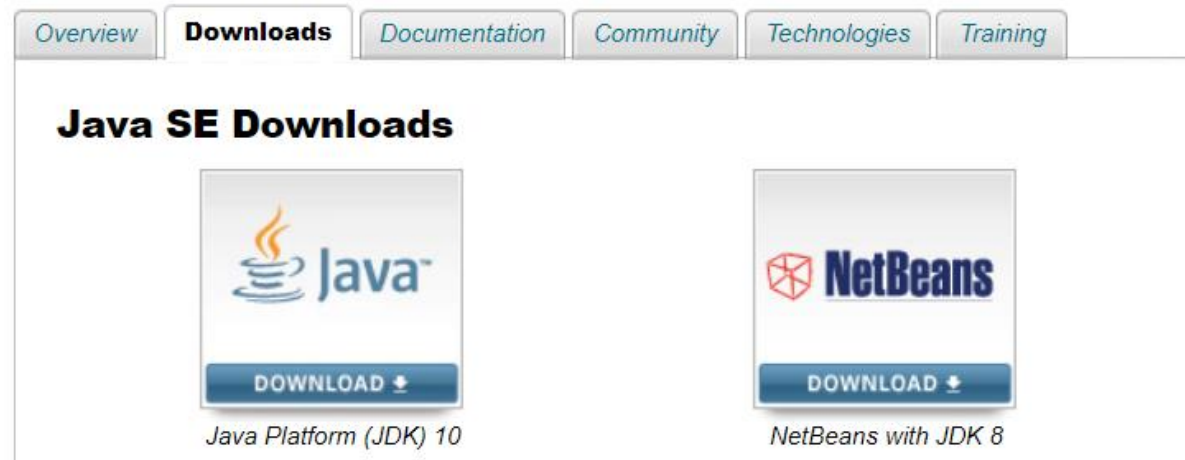 Overview Downloads Documentation Community Technologies Training
Java SE Downloads
Java™ NetBeans
DOWNLOAD DOWNLOAD
Java Platform (JDK) 10 NetBeans with JDK 8